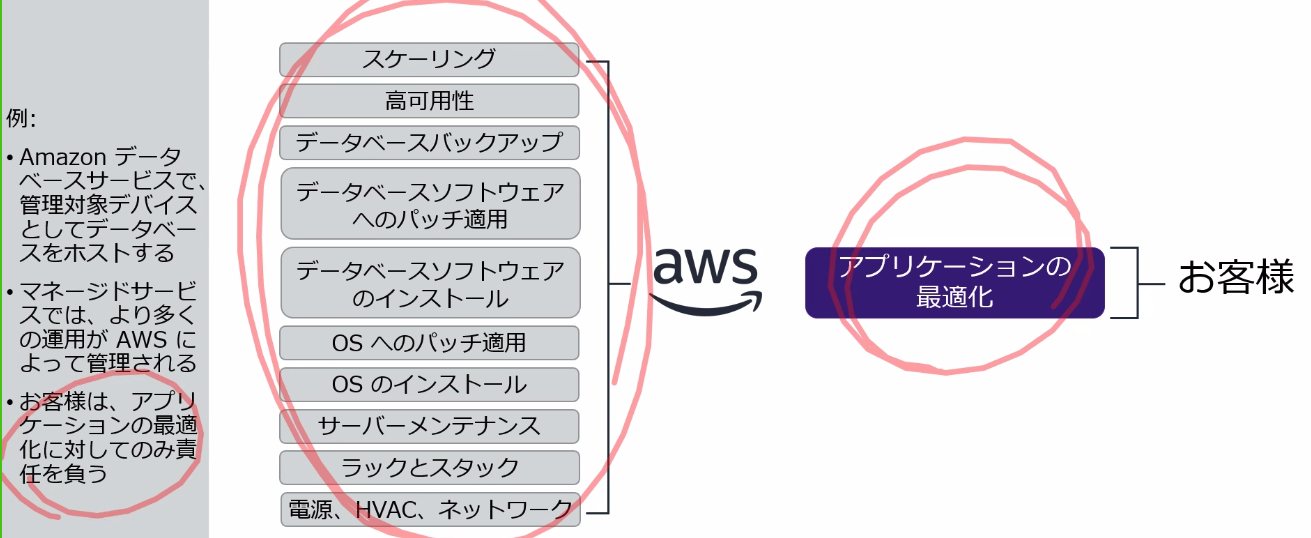 例:
• Amazon データ
ベースサービスで、
管理対象デバイス
としてデータベー
スをホストする
• マネージドサービ
スでは、より多く
の運用が AWS に
よって管理される
• お客様は、アプリ
ケーションの最適
化に対してのみ責
任を負う
スケーリング
高可用性
データベースバックアップ
データベースソフトウェア
へのパッチ適用
データベースソフトウェア
のインストール
OS へのパッチ適用
OS のインストール
サーバーメンテナンス
ラックとスタック
電源、HVAC、ネットワーク
aws
アプリケーションの
最適化
お客様